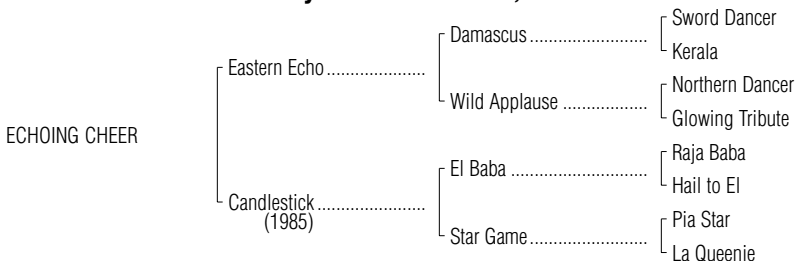 Sword Dancer
Damascus......................
Kerala
Eastern Echo.....................
Northern Dancer
Wild Applause ..................
Glowing Tribute
ECHOING CHEER
Raja Baba
El Baba .............................
Hail to El
Candlestick.......................
(1985)
Pia Star
Star Game.........................
La Queenie